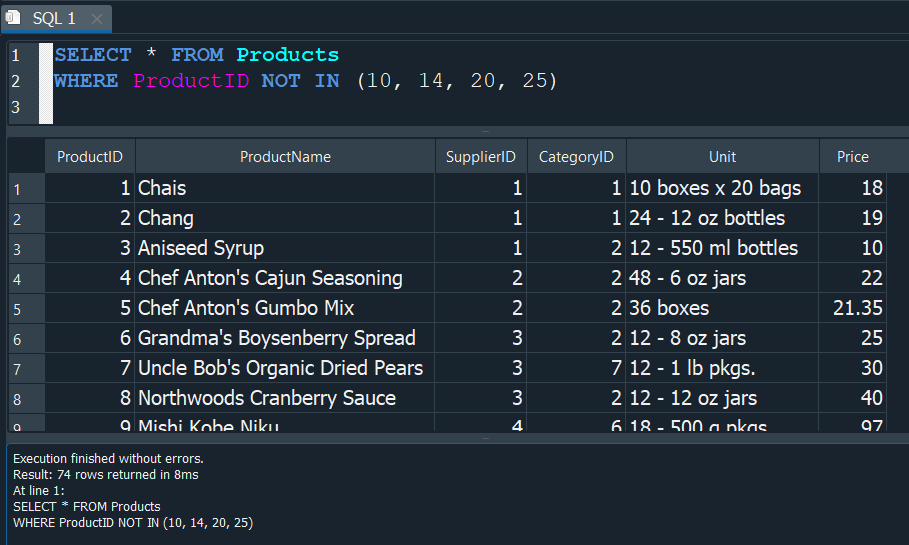 SQL 1
1 SELECT * FROM Products
2 WHERE ProductID NOT IN (10, 14, 20, 25)
3
ProductID ProductName SupplierID CategoryID Unit Price
1 1 Chais 1 1 10 boxes x 20 bags 18
2 2 Chang 1 1 24 - 12 oz bottles 19
3 3 Aniseed Syrup 1 2 12 - 550 ml bottles 10
4 4 Chef Anton's Cajun Seasoning 2 2 48 - 6 oz jars 22
5 5 Chef Anton's Gumbo Mix 2 2 36 boxes 21.35
6 6 Grandma's Boysenberry Spread 3 2 12 - 8 oz jars 25
7 7 Uncle Bob's Organic Dried Pears 3 7 12 - 1 lb pkgs. 30
8 8 Northwoods Cranberry Sauce 3 2 12 - 12 oz jars 40
9 9 Mishi Kobe Niku 4 6 18 - 500 g pkgs. 97
Execution finished without errors.
Result: 74 rows returned in 8ms
At line 1:
SELECT * FROM Products
WHERE ProductID NOT IN (10, 14, 20, 25)